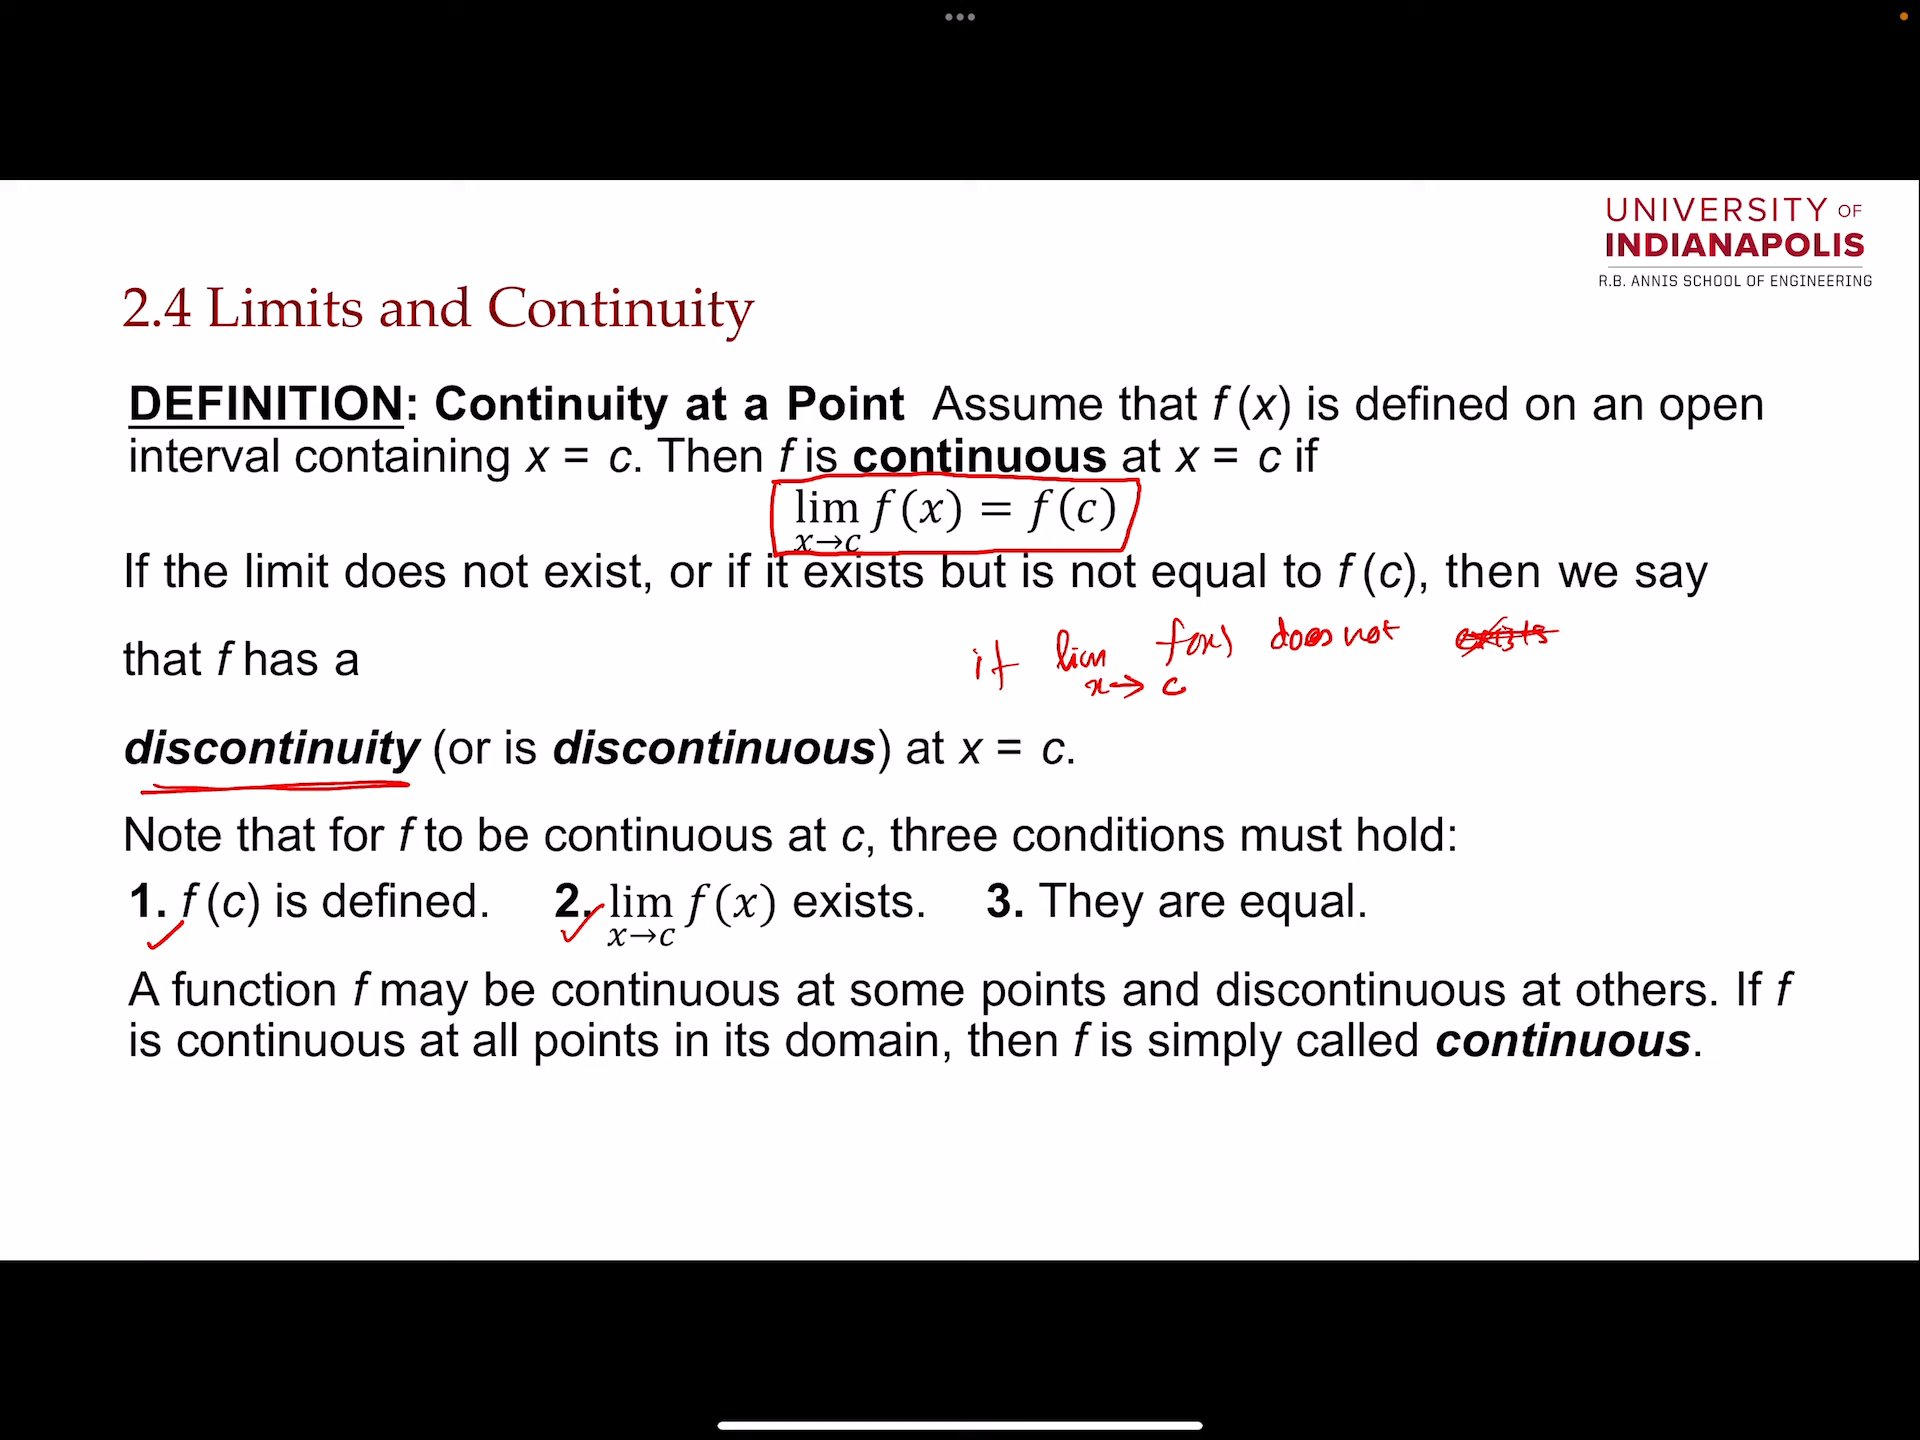 UNIVERSITY OF
INDIANAPOLIS
R.B. ANNIS SCHOOL OF ENGINEERING
2.4 Limits and Continuity
DEFINITION: Continuity at a Point Assume that f (x) is defined on an open
interval containing x = c. Then f is continuous at x = c if
lim f(x) = f(c)
x→c
If the limit does not exist, or if it exists but is not equal to f (c), then we say
that f has a
if lim f(x) does not exists
x→ c
discontinuity (or is discontinuous) at x = c.
Note that for f to be continuous at c, three conditions must hold:
1. f (c) is defined. 2. lim f(x) exists. 3. They are equal.
x→c
A function f may be continuous at some points and discontinuous at others. If f
is continuous at all points in its domain, then f is simply called continuous.